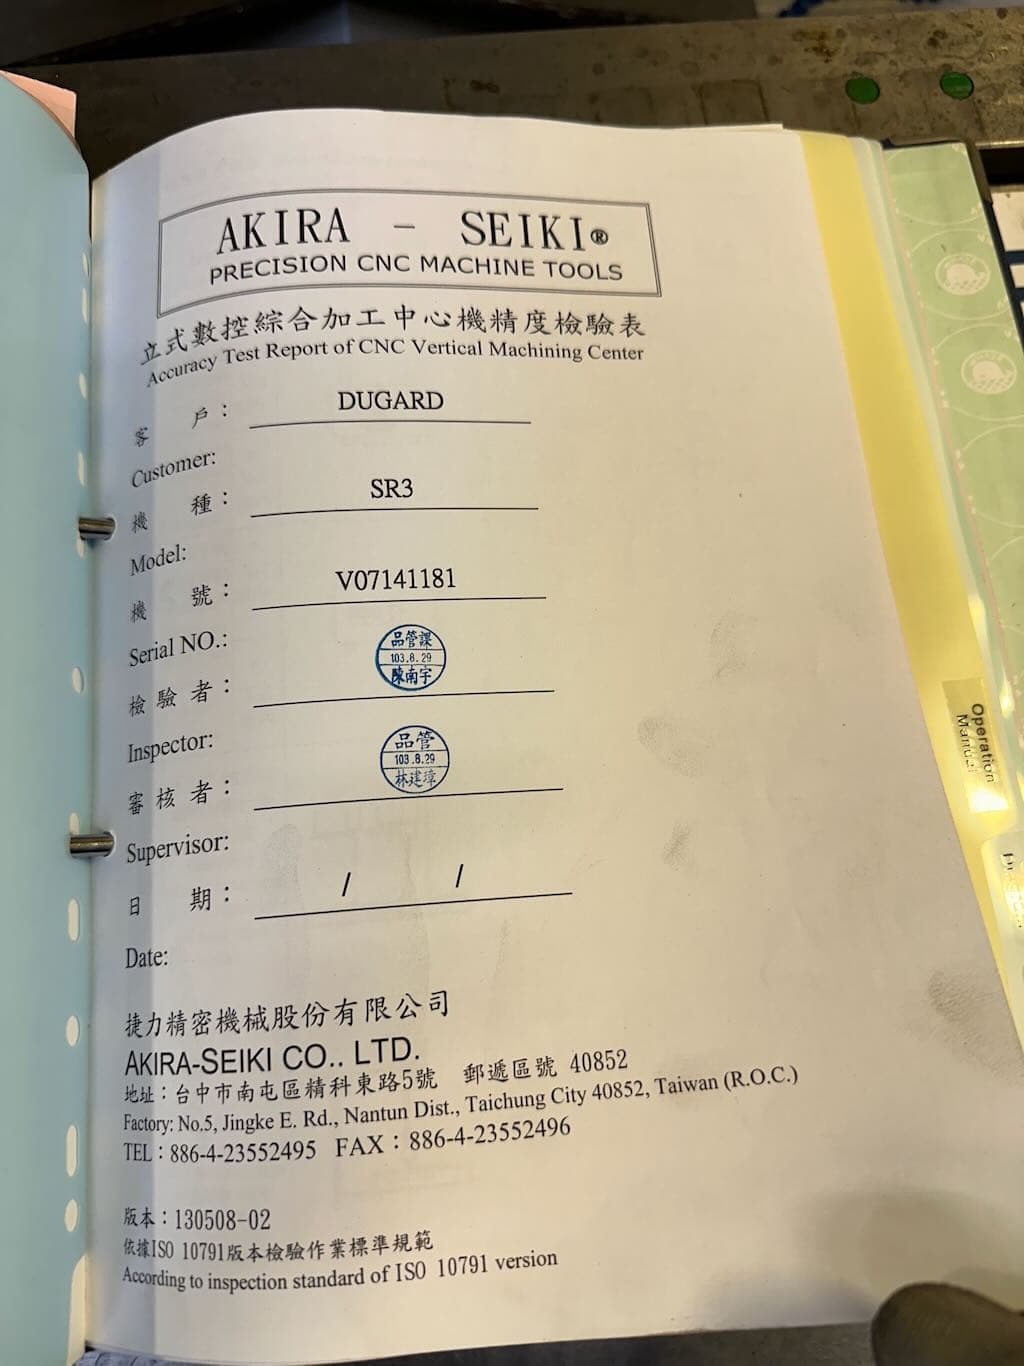 AKIRA - SEIKI®
PRECISION CNC MACHINE TOOLS
立式數控綜合加工中心機精度檢驗表
Accuracy Test Report of CNC Vertical Machining Center
客 戶： DUGARD
Customer:
機 種： SR3
Model:
機 號： V07141181
Serial NO.:
品管課
103.8.29
陳南宇
檢 驗 者：
Inspector:
品管
103.8.29
林建璋
審 核 者：
Supervisor:
日 期： / /
Date:
捷力精密機械股份有限公司
AKIRA-SEIKI CO.. LTD.
地址：台中市南屯區精科東路5號 郵遞區號 40852
Factory: No.5, Jingke E. Rd., Nantun Dist., Taichung City 40852, Taiwan (R.O.C.)
TEL：886-4-23552495 FAX：886-4-23552496
版本：130508-02
依據ISO 10791版本檢驗作業標準規範
According to inspection standard of ISO 10791 version
Operation
Manual